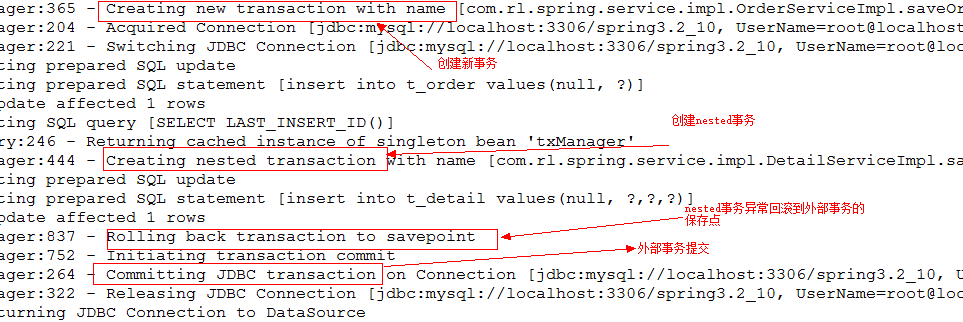 ager:365 - Creating new transaction with name [com.rl.spring.service.impl.OrderServiceImpl.saveOr
ager:204 - Acquired Connection [jdbc:mysql://localhost:3306/spring3.2_10, UserName=root@localhost
ager:221 - Switching JDBC Connection [jdbc:mysql://localhost:3306/spring3.2_10, UserName=root@loc
创建新事务
ting prepared SQL update
ting prepared SQL statement [insert into t_order values(null, ?)]
pdate affected 1 rows
ting SQL query [SELECT LAST_INSERT_ID()]
创建nested事务
ry:246 - Returning cached instance of singleton bean 'txManager'
ager:444 - Creating nested transaction with name [com.rl.spring.service.impl.DetailServiceImpl.sa
ting prepared SQL update
ting prepared SQL statement [insert into t_detail values(null, ?,?,?)]
nested事务异常回滚到外部事务的
保存点
pdate affected 1 rows
ager:837 - Rolling back transaction to savepoint
外部事务提交
ager:752 - Initiating transaction commit
ager:264 - Committing JDBC transaction on Connection [jdbc:mysql://localhost:3306/spring3.2_10, U
ager:322 - Releasing JDBC Connection [jdbc:mysql://localhost:3306/spring3.2_10, UserName=root@loc
turning JDBC Connection to DataSource